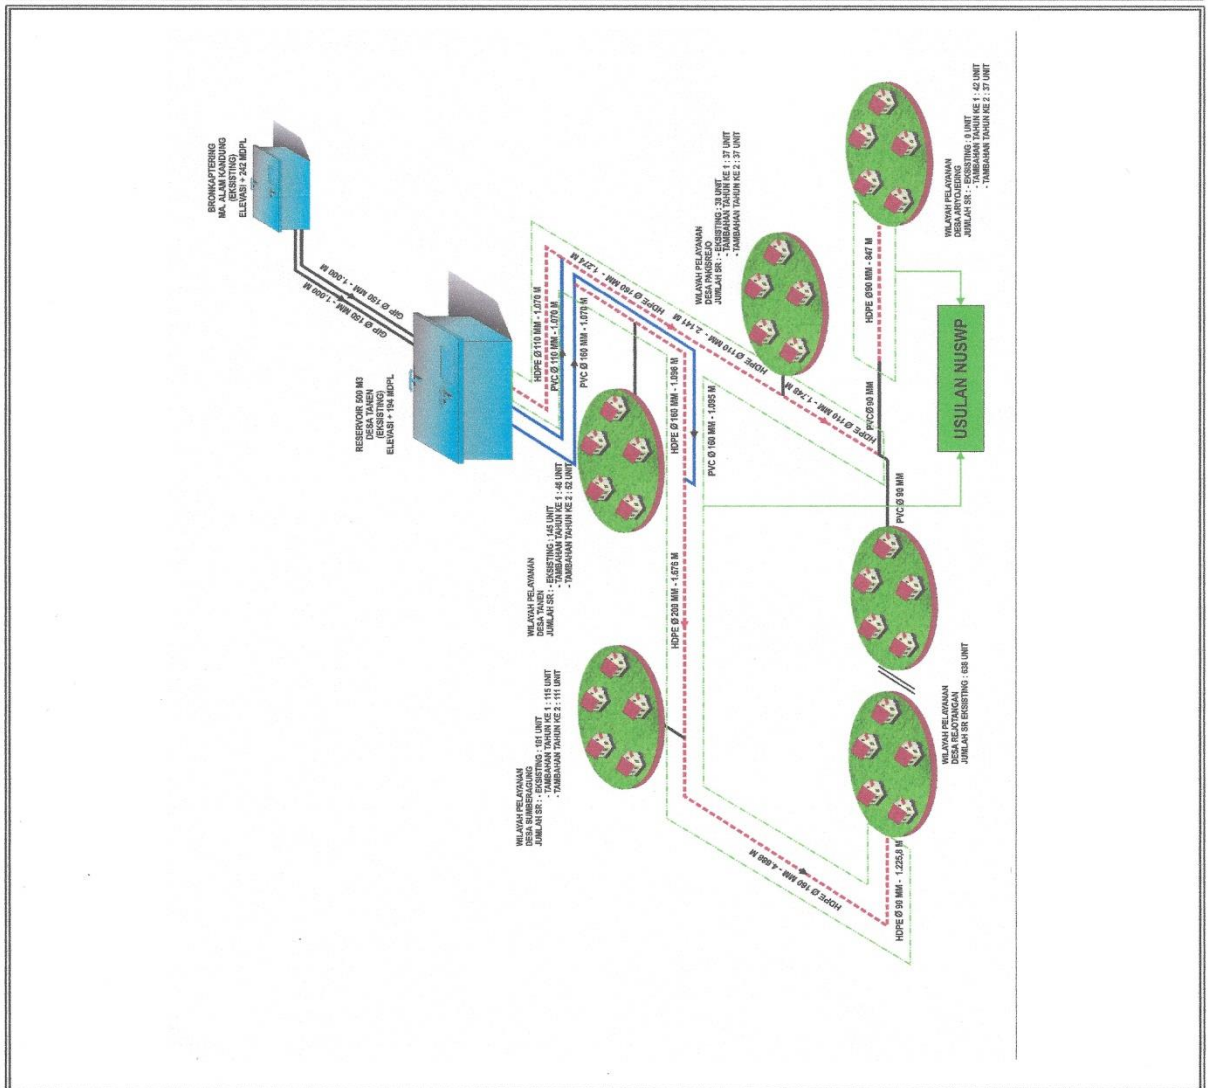 BRONKAPTERING
MA. ALAM KANDUNG
(EKSISTING)
ELEVASI + 242 MDPL
GIP Ø 150 MM - 1.000 M
GIP Ø 150 MM - 1.000 M
RESERVOIR 500 M3
DESA TANEN
(EKSISTING)
ELEVASI + 194 MDPL
HDPE Ø 110 MM - 1.070 M
PVC Ø 110 MM - 1.070 M
PVC Ø 160 MM - 1.070 M
HDPE Ø 160 MM - 1.274 M
HDPE Ø 110 MM - 2.141 M
HDPE Ø 110 MM - 1.748 M
WILAYAH PELAYANAN
DESA PAKISREJO
JUMLAH SR : - EKSISTING : 38 UNIT
- TAMBAHAN TAHUN KE 1 : 37 UNIT
- TAMBAHAN TAHUN KE 2 : 37 UNIT
WILAYAH PELAYANAN
DESA ARIYOJEDING
JUMLAH SR : - EKSISTING : 0 UNIT
- TAMBAHAN TAHUN KE 1 : 42 UNIT
- TAMBAHAN TAHUN KE 2 : 37 UNIT
HDPE Ø 90 MM - 847 M
PVC Ø 90 MM
PVC Ø 90 MM
USULAN NUSWP
HDPE Ø 160 MM - 1.096 M
PVC Ø 160 MM - 1.095 M
WILAYAH PELAYANAN
DESA TANEN
JUMLAH SR : - EKSISTING : 145 UNIT
- TAMBAHAN TAHUN KE 1 : 46 UNIT
- TAMBAHAN TAHUN KE 2 : 52 UNIT
HDPE Ø 200 MM - 1.676 M
WILAYAH PELAYANAN
DESA SUMBERAGUNG
JUMLAH SR : - EKSISTING : 181 UNIT
- TAMBAHAN TAHUN KE 1 : 115 UNIT
- TAMBAHAN TAHUN KE 2 : 111 UNIT
HDPE Ø 160 MM - 4.688 M
HDPE Ø 90 MM - 1.225,8 M
WILAYAH PELAYANAN
DESA REJOTANGAN
JUMLAH SR EKSISTING : 638 UNIT